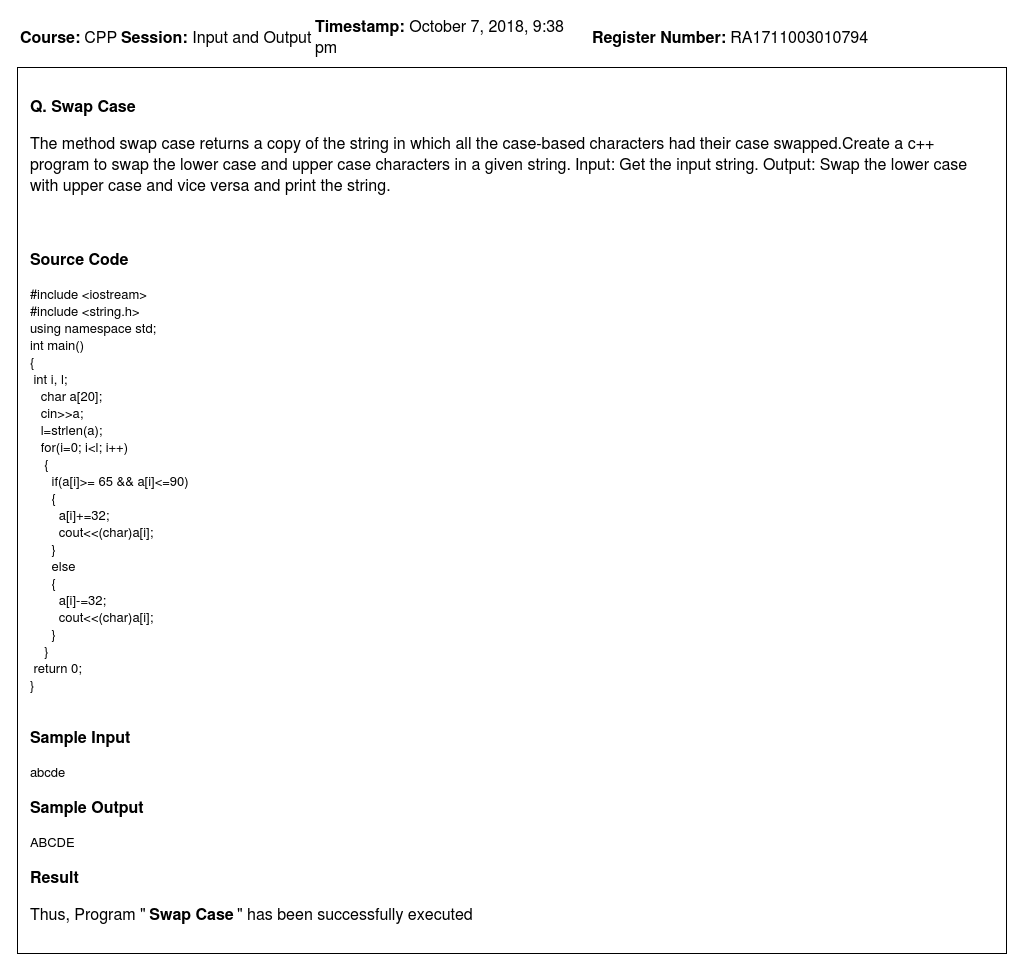 Course: CPP Session: Input and Output Timestamp: October 7, 2018, 9:38 pm Register Number: RA1711003010794
Q. Swap Case
The method swap case returns a copy of the string in which all the case-based characters had their case swapped.Create a c++
program to swap the lower case and upper case characters in a given string. Input: Get the input string. Output: Swap the lower case
with upper case and vice versa and print the string.
Source Code
#include <iostream>
#include <string.h>
using namespace std;
int main()
{
 int i, l;
   char a[20];
   cin>>a;
   l=strlen(a);
   for(i=0; i<l; i++)
    {
      if(a[i]>= 65 && a[i]<=90)
      {
        a[i]+=32;
        cout<<(char)a[i];
      }
      else
      {
        a[i]-=32;
        cout<<(char)a[i];
      }
    }
 return 0;
}
Sample Input
abcde
Sample Output
ABCDE
Result
Thus, Program " Swap Case " has been successfully executed